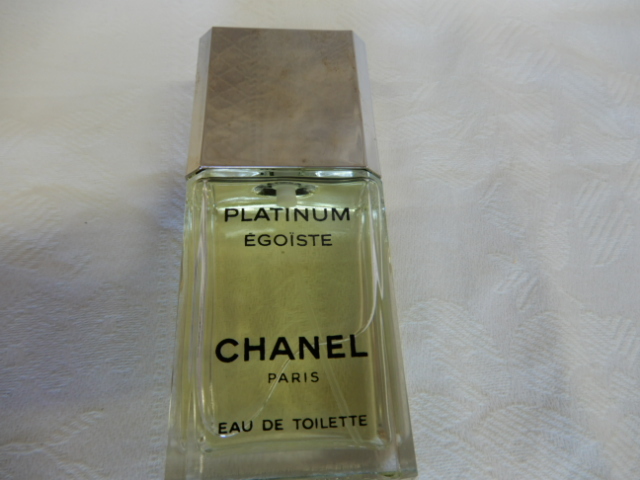 PLATINUM
ÉGOÏSTE
CHANEL
PARIS
EAU DE TOILETTE